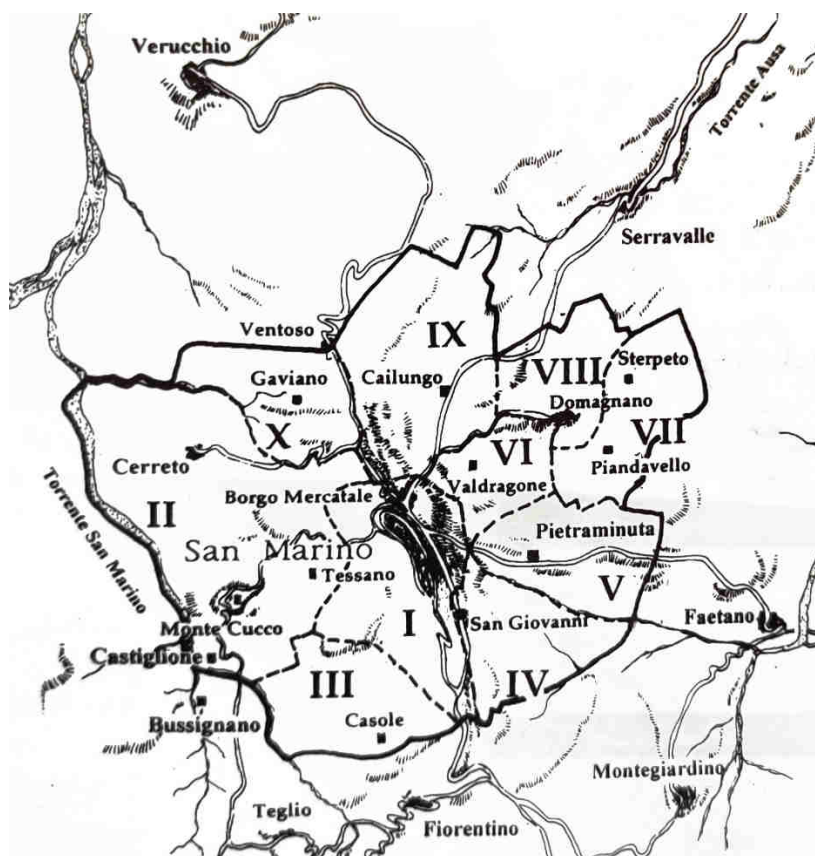 Verucchio
Torrente Ausa
Serravalle
Ventoso
IX
VIII
Sterpeto
Gaviano
Cailungo
Domagnano
X
VI
VII
Cerreto
Piandavello
Borgo Mercatale
Valdragone
II
Torrente San Marino
Pietraminuta
San Marino
Tessano
V
Monte Cucco
I
San Giovanni
Faetano
Castiglione
III
IV
Bussignano
Casole
Montegiardino
Teglio
Fiorentino